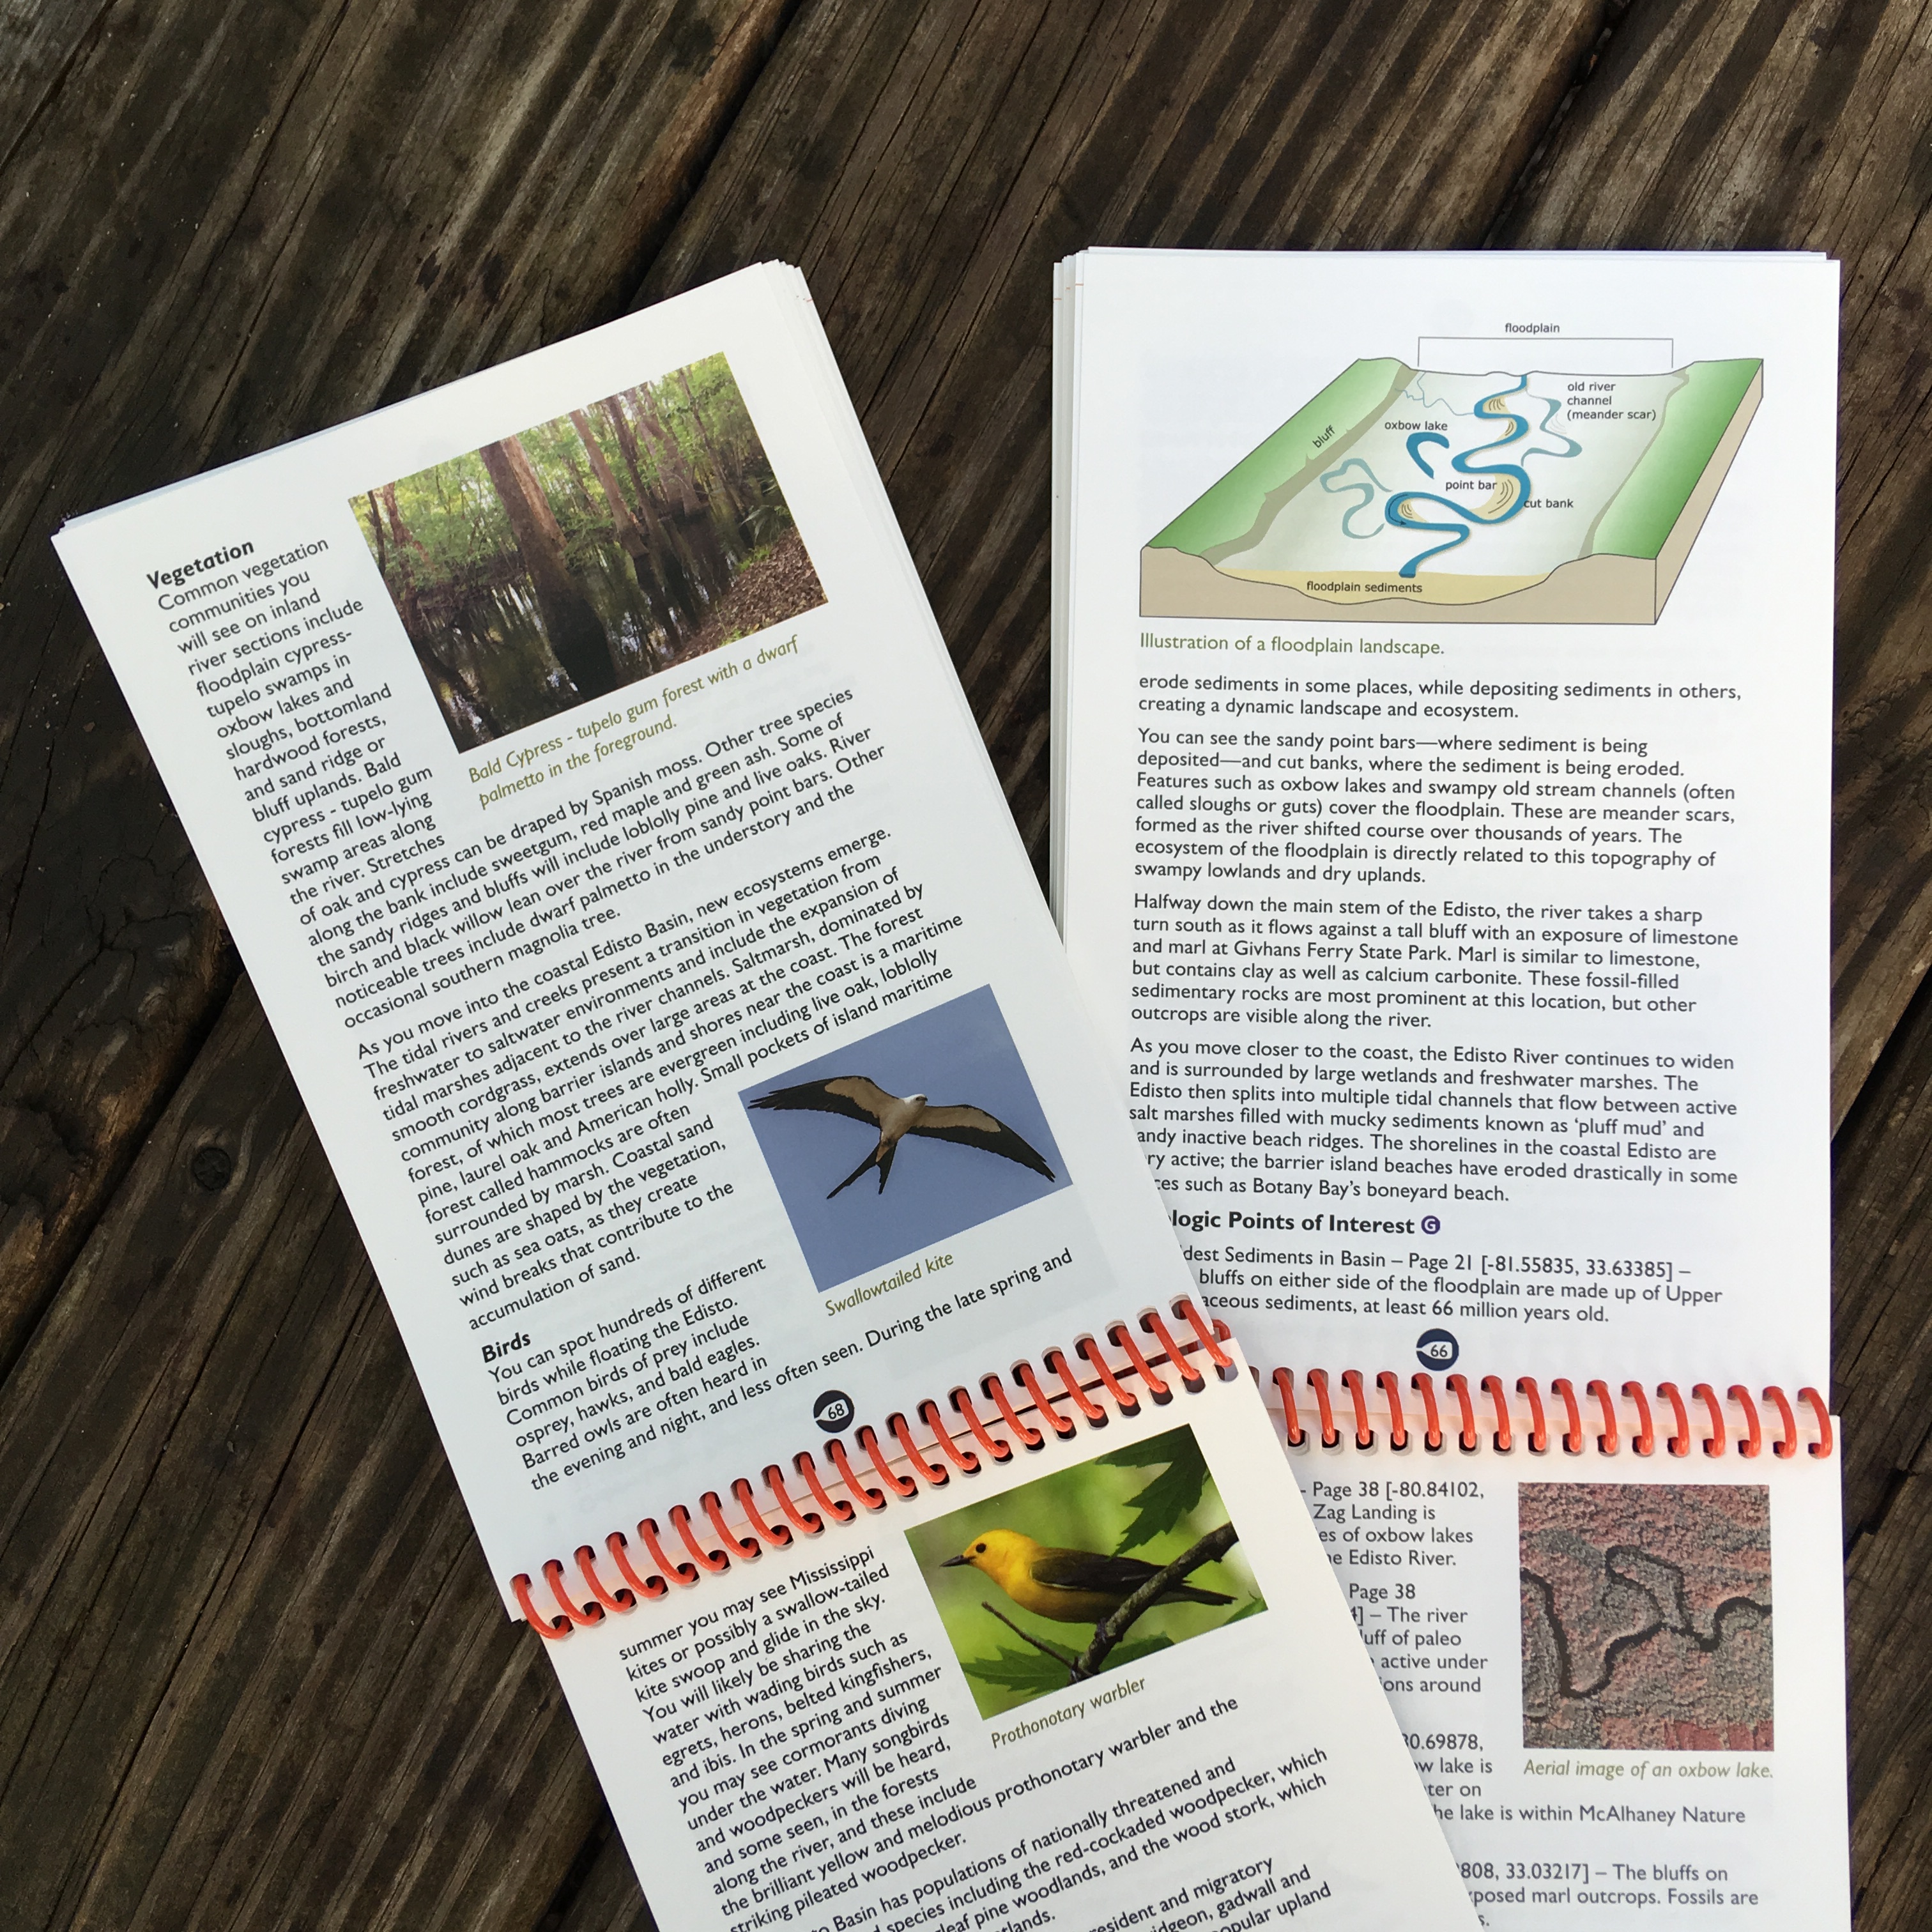 Vegetation
Common vegetation
communities you
will see on inland
river sections include
floodplain cypress-
tupelo swamps in
oxbow lakes and
sloughs, bottomland
hardwood forests,
and sand ridge or
bluff uplands. Bald
cypress - tupelo gum
forests fill low-lying
swamp areas along
the river. Stretches
of oak and cypress can be draped by Spanish moss. Other tree species
along the bank include sweetgum, red maple and green ash. Some of
the sandy ridges and bluffs will include loblolly pine and live oaks. River
birch and black willow lean over the river from sandy point bars. Other
noticeable trees include dwarf palmetto in the understory and the
occasional southern magnolia tree.
Bald Cypress - tupelo gum forest with a dwarf
palmetto in the foreground.
As you move into the coastal Edisto Basin, new ecosystems emerge.
The tidal rivers and creeks present a transition in vegetation from
freshwater to saltwater environments and include the expansion of
tidal marshes adjacent to the river channels. Saltmarsh, dominated by
smooth cordgrass, extends over large areas at the coast. The forest
community along barrier islands and shores near the coast is a maritime
forest, of which most trees are evergreen including live oak, loblolly
pine, laurel oak and American holly. Small pockets of island maritime
forest called hammocks are often
surrounded by marsh. Coastal sand
dunes are shaped by the vegetation,
such as sea oats, as they create
wind breaks that contribute to the
accumulation of sand.
Swallowtailed kite
Birds
You can spot hundreds of different
birds while floating the Edisto.
Common birds of prey include
osprey, hawks, and bald eagles.
Barred owls are often heard in
the evening and night, and less often seen. During the late spring and
68
summer you may see Mississippi
kites or possibly a swallow-tailed
kite swoop and glide in the sky.
You will likely be sharing the
water with wading birds such as
egrets, herons, belted kingfishers,
and ibis. In the spring and summer
you may see cormorants diving
under the water. Many songbirds
and woodpeckers will be heard,
and some seen, in the forests
along the river, and these include
the brilliant yellow and melodious prothonotary warbler and the
striking pileated woodpecker.
Prothonotary warbler
Basin has populations of nationally threatened and
species including the red-cockaded woodpecker, which
leaf pine woodlands, and the wood stork, which
tlands.
resident and migratory
idgeon, gadwall and
opular upland
floodplain
old river
channel
(meander scar)
oxbow lake
bluff
point bar
cut bank
floodplain sediments
Illustration of a floodplain landscape.
erode sediments in some places, while depositing sediments in others,
creating a dynamic landscape and ecosystem.
You can see the sandy point bars—where sediment is being
deposited—and cut banks, where the sediment is being eroded.
Features such as oxbow lakes and swampy old stream channels (often
called sloughs or guts) cover the floodplain. These are meander scars,
formed as the river shifted course over thousands of years. The
ecosystem of the floodplain is directly related to this topography of
swampy lowlands and dry uplands.
Halfway down the main stem of the Edisto, the river takes a sharp
turn south as it flows against a tall bluff with an exposure of limestone
and marl at Givhans Ferry State Park. Marl is similar to limestone,
but contains clay as well as calcium carbonate. These fossil-filled
sedimentary rocks are most prominent at this location, but other
outcrops are visible along the river.
As you move closer to the coast, the Edisto River continues to widen
and is surrounded by large wetlands and freshwater marshes. The
Edisto then splits into multiple tidal channels that flow between active
salt marshes filled with mucky sediments known as ‘pluff mud’ and
andy inactive beach ridges. The shorelines in the coastal Edisto are
ry active; the barrier island beaches have eroded drastically in some
ces such as Botany Bay’s boneyard beach.
logic Points of Interest G
dest Sediments in Basin – Page 21 [-81.55835, 33.63385] –
bluffs on either side of the floodplain are made up of Upper
aceous sediments, at least 66 million years old.
66
- Page 38 [-80.84102,
Zag Landing is
es of oxbow lakes
e Edisto River.
Page 38
4] – The river
uff of paleo
active under
ions around
0.69878,
w lake is
ter on
he lake is within McAlhaney Nature
Aerial image of an oxbow lake.
808, 33.03217] – The bluffs on
posed marl outcrops. Fossils are
s.